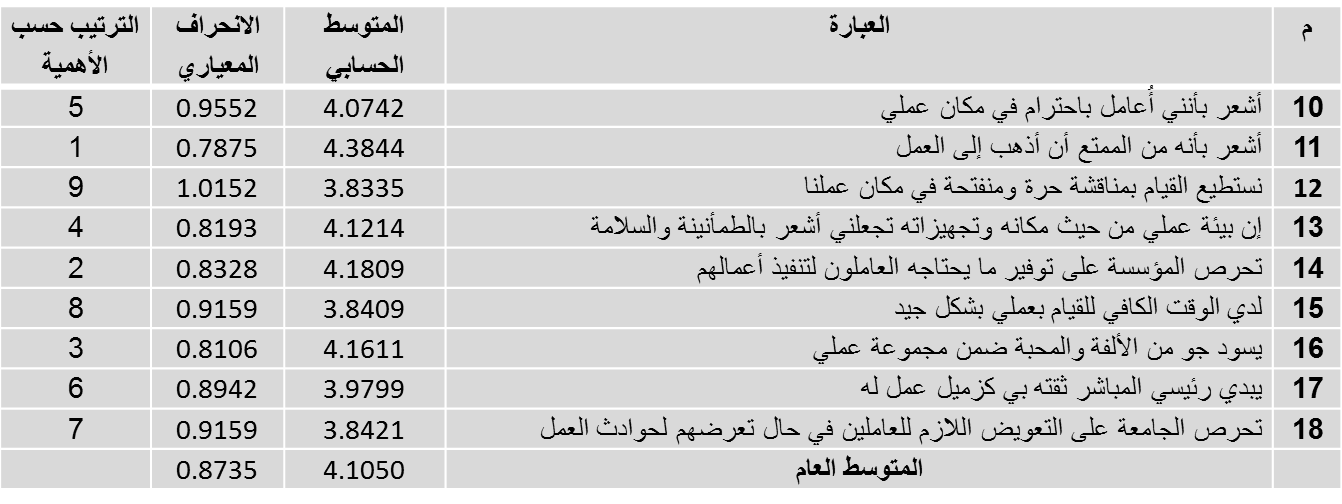 م العبارة المتوسط الحسابي الانحراف المعياري الترتيب حسب الأهمية
10 أشعر بأنني أُعامل باحترام في مكان عملي 4.0742 0.9552 5
11 أشعر بأنه من الممتع أن أذهب إلى العمل 4.3844 0.7875 1
12 نستطيع القيام بمناقشة حرة ومنفتحة في مكان عملنا 3.8335 1.0152 9
13 إن بيئة عملي من حيث مكانه وتجهيزاته تجعلني أشعر بالطمأنينة والسلامة 4.1214 0.8193 4
14 تحرص المؤسسة على توفير ما يحتاجه العاملون لتنفيذ أعمالهم 4.1809 0.8328 2
15 لدي الوقت الكافي للقيام بعملي بشكل جيد 3.8409 0.9159 8
16 يسود جو من الألفة والمحبة ضمن مجموعة عملي 4.1611 0.8106 3
17 يبدي رئيسي المباشر ثقته بي كزميل عمل له 3.9799 0.8942 6
18 تحرص الجامعة على التعويض اللازم للعاملين في حال تعرضهم لحوادث العمل 3.8421 0.9159 7
المتوسط العام 4.1050 0.8735